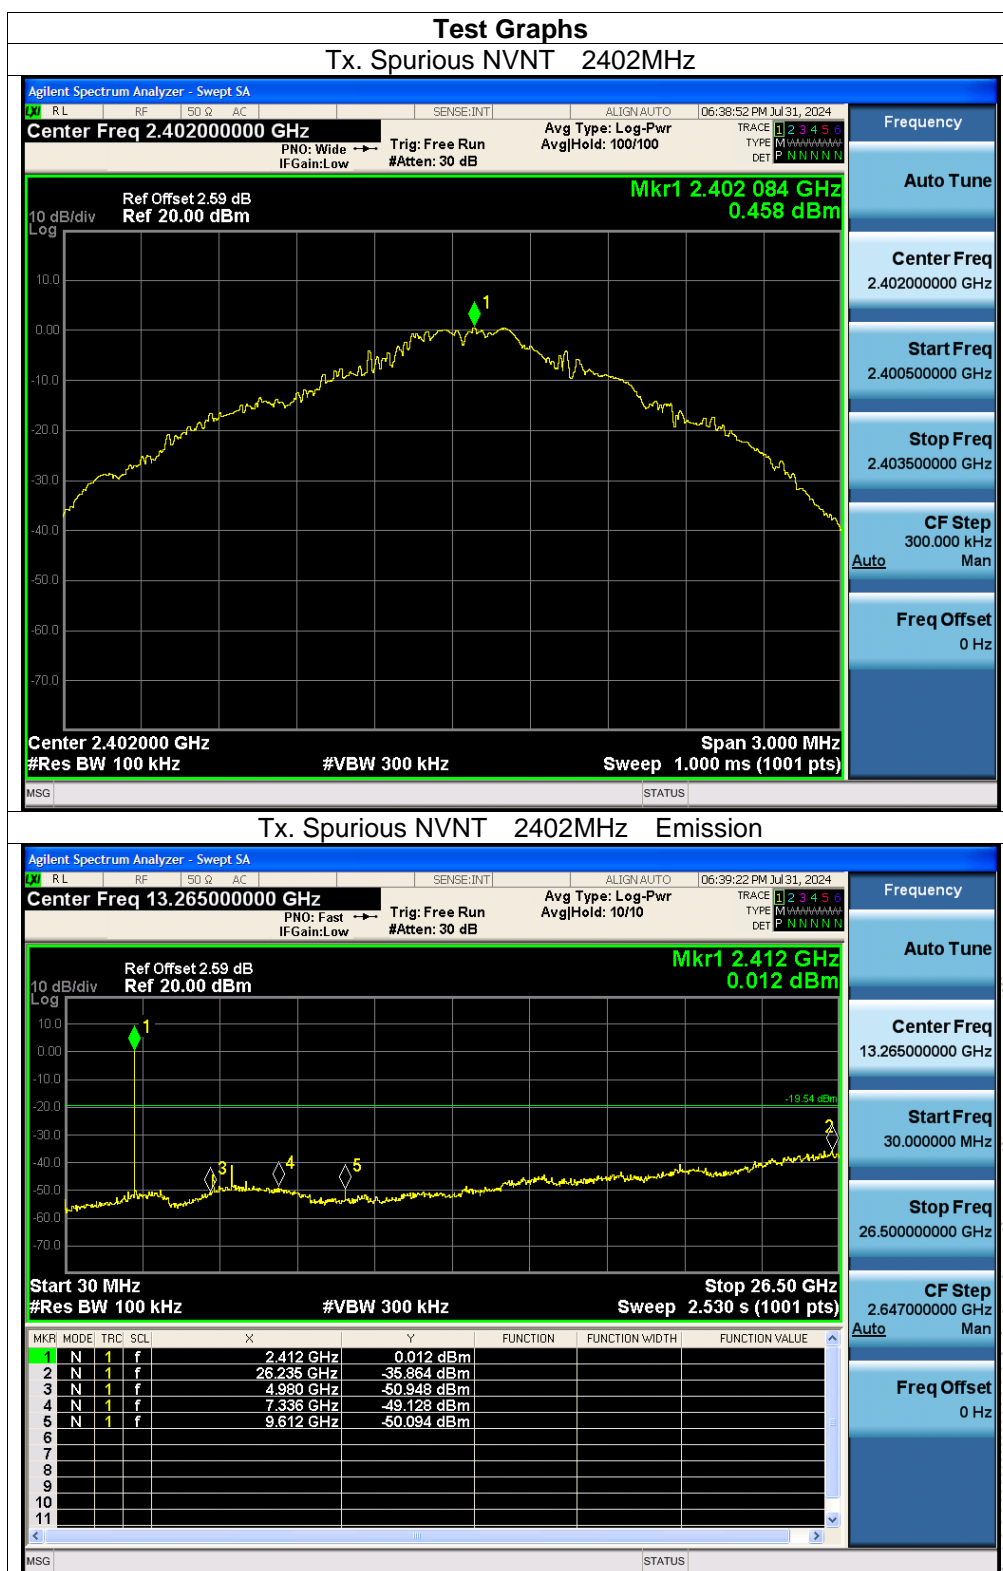 Test Graphs
Tx. Spurious NVNT 2402MHz
Agilent Spectrum Analyzer - Swept SA
LXI RL RF 50 Ω AC SENSE:INT ALIGN AUTO 06:38:52 PM Jul 31, 2024
Center Freq 2.402000000 GHz
PNO: Wide
IFGain:Low
Trig: Free Run
#Atten: 30 dB
Avg Type: Log-Pwr
Avg|Hold: 100/100
TRACE 1 2 3 4 5 6
TYPE M WWWWW
DET P N N N N N
Frequency
Auto Tune
Center Freq
2.402000000 GHz
Start Freq
2.400500000 GHz
Stop Freq
2.403500000 GHz
CF Step
300.000 kHz
Auto Man
Freq Offset
0 Hz
Mkr1 2.402 084 GHz
0.458 dBm
Ref Offset 2.59 dB
10 dB/div Ref 20.00 dBm
Log
10.0
1
0.00
-10.0
-20.0
-30.0
-40.0
-50.0
-60.0
-70.0
Center 2.402000 GHz Span 3.000 MHz
#Res BW 100 kHz #VBW 300 kHz Sweep 1.000 ms (1001 pts)
MSG STATUS
Tx. Spurious NVNT 2402MHz Emission
Agilent Spectrum Analyzer - Swept SA
LXI RL RF 50 Ω AC SENSE:INT ALIGN AUTO 06:39:22 PM Jul 31, 2024
Center Freq 13.265000000 GHz
PNO: Fast
IFGain:Low
Trig: Free Run
#Atten: 30 dB
Avg Type: Log-Pwr
Avg|Hold: 10/10
TRACE 1 2 3 4 5 6
TYPE M WWWWW
DET P N N N N N
Frequency
Auto Tune
Center Freq
13.265000000 GHz
Start Freq
30.000000 MHz
Stop Freq
26.500000000 GHz
CF Step
2.647000000 GHz
Auto Man
Freq Offset
0 Hz
Mkr1 2.412 GHz
0.012 dBm
Ref Offset 2.59 dB
10 dB/div Ref 20.00 dBm
Log
10.0
1
0.00
-10.0
-20.0
-19.54 dBm
-30.0
2
-40.0
3 4 5
-50.0
-60.0
-70.0
Start 30 MHz Stop 26.50 GHz
#Res BW 100 kHz #VBW 300 kHz Sweep 2.530 s (1001 pts)
MKR MODE TRC SCL X Y FUNCTION FUNCTION WIDTH FUNCTION VALUE
1 N 1 f 2.412 GHz 0.012 dBm
2 N 1 f 26.235 GHz -35.864 dBm
3 N 1 f 4.980 GHz -50.948 dBm
4 N 1 f 7.336 GHz -49.128 dBm
5 N 1 f 9.612 GHz -50.094 dBm
6
7
8
9
10
11
MSG STATUS